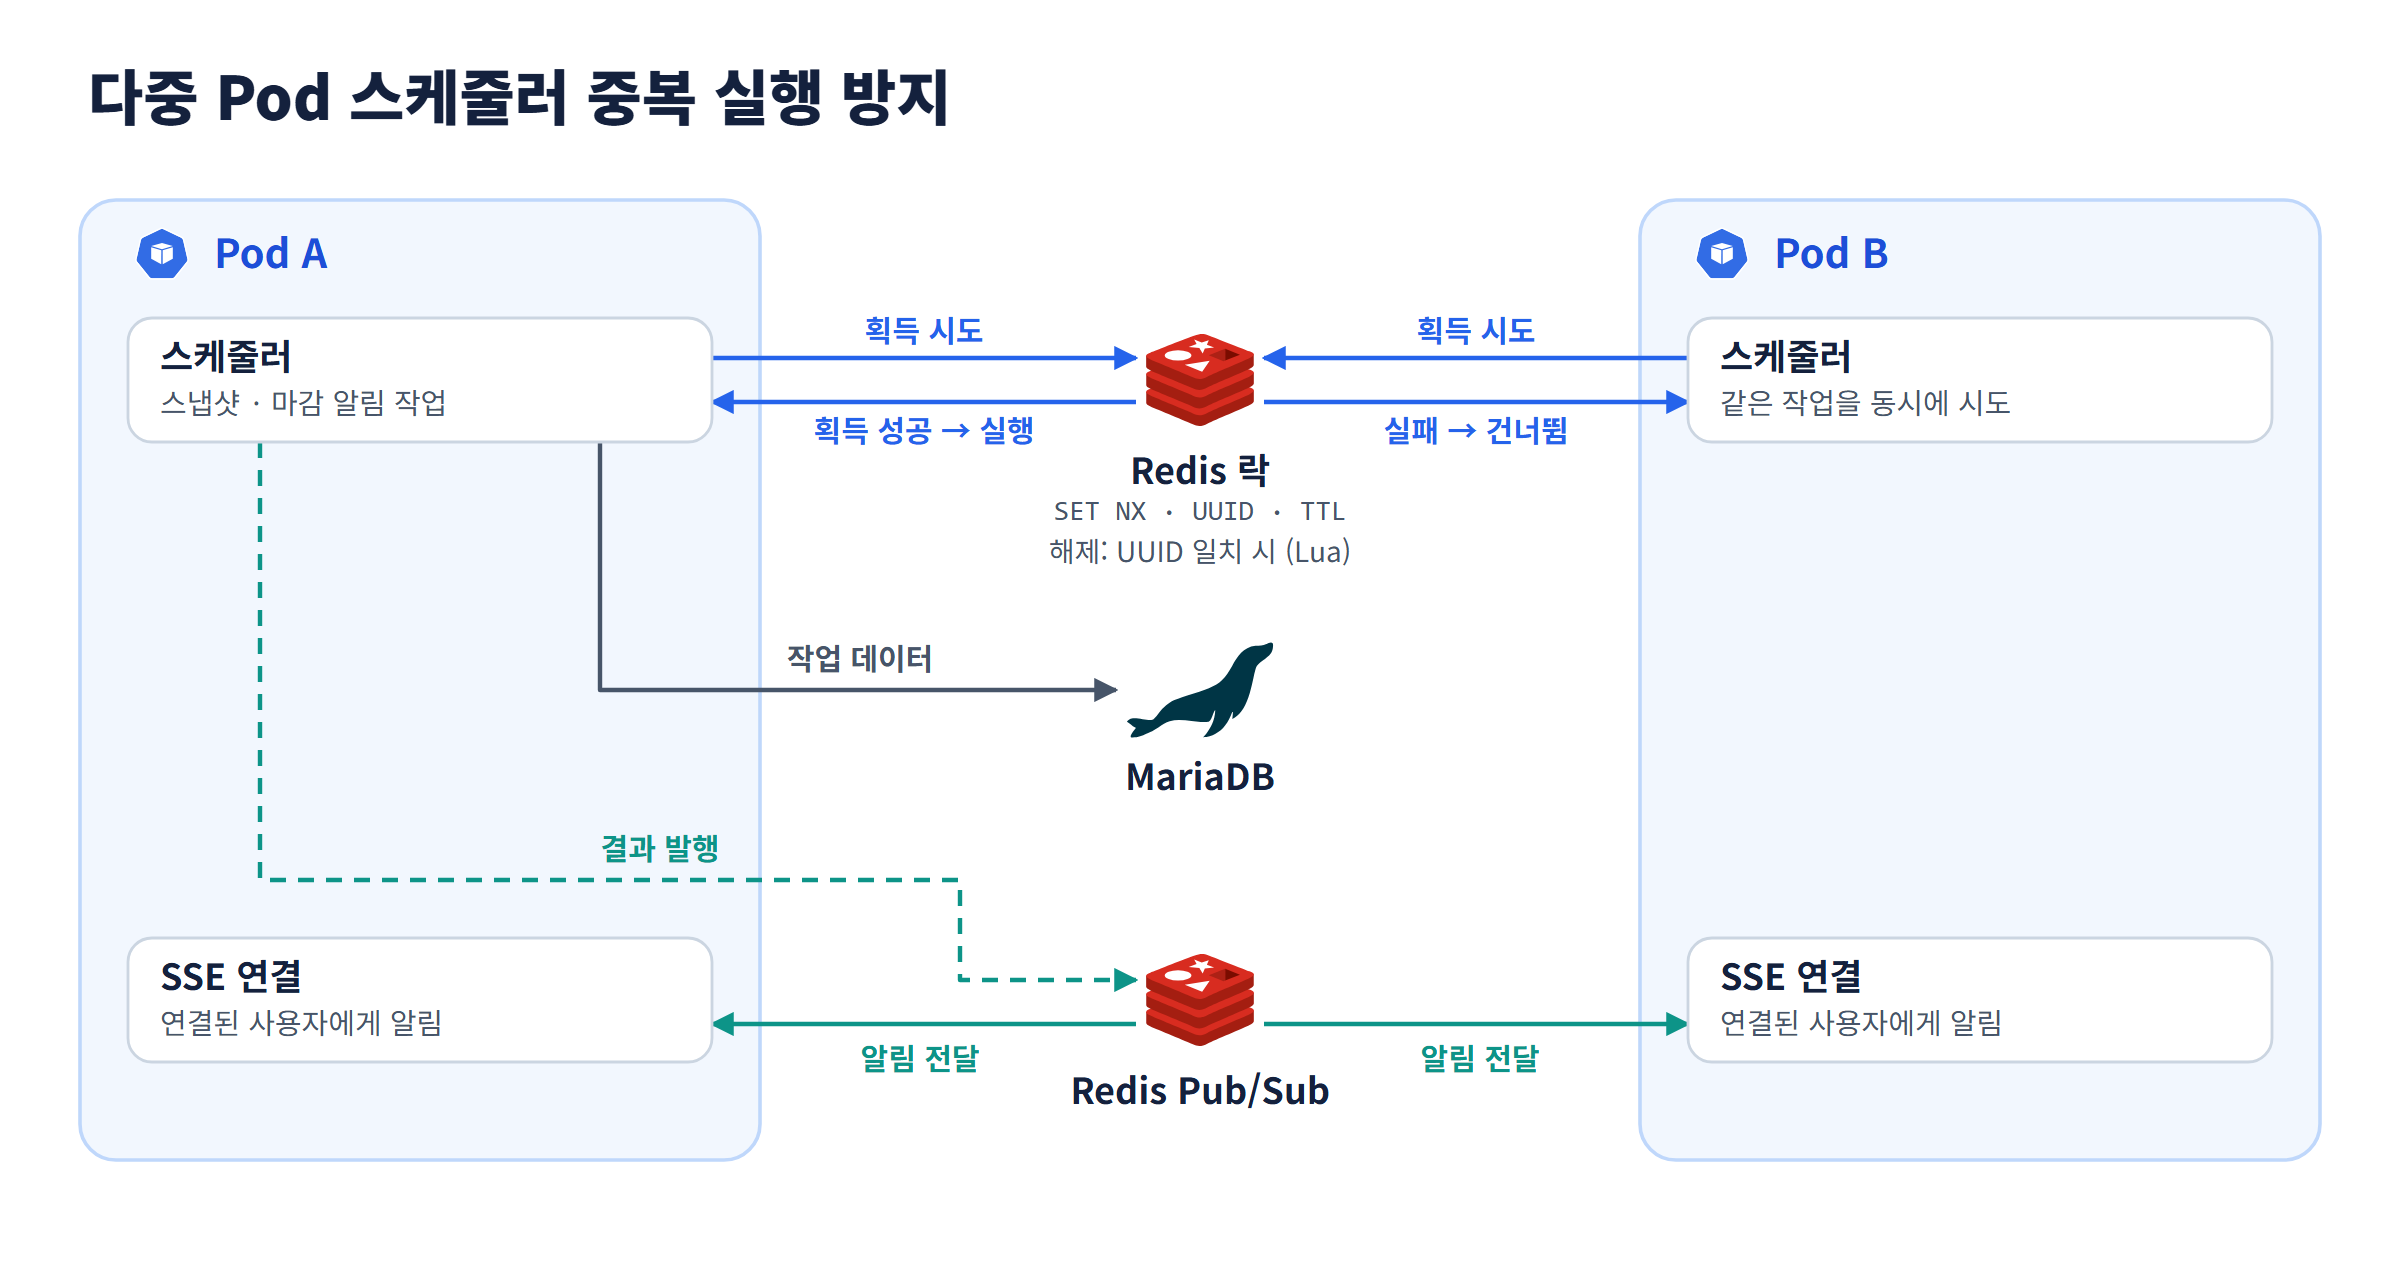 다중 Pod 스케줄러 중복 실행 방지
Pod A
스케줄러
스냅샷 · 마감 알림 작업
획득 시도
획득 성공 → 실행
Redis 락
SET NX · UUID · TTL
해제: UUID 일치 시 (Lua)
획득 시도
실패 → 건너뜀
Pod B
스케줄러
같은 작업을 동시에 시도
작업 데이터
MariaDB
결과 발행
SSE 연결
연결된 사용자에게 알림
알림 전달
Redis Pub/Sub
알림 전달
SSE 연결
연결된 사용자에게 알림